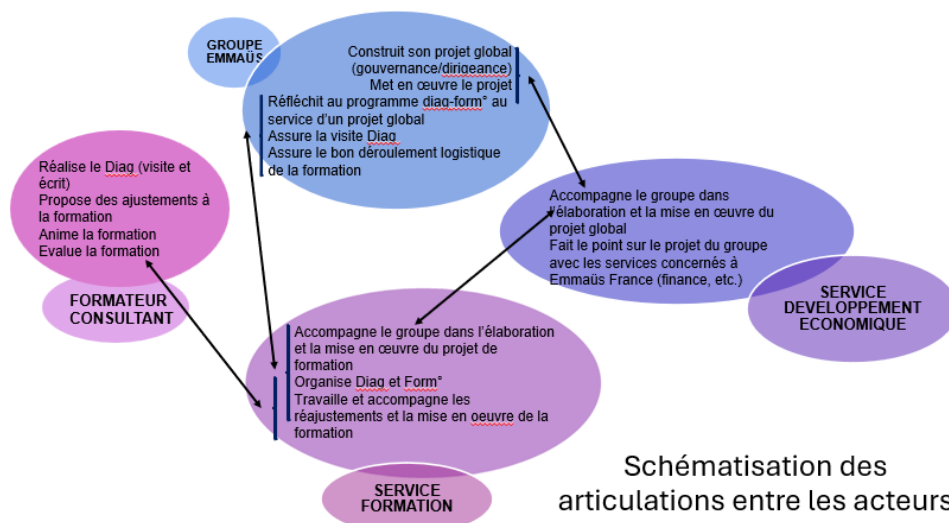 GROUPE
EMMAÜS
Construit son projet global
(gouvernance/dirigeance)
Met en œuvre le projet
Réfléchit au programme diag-form° au
service d'un projet global
Assure la visite Diag
Assure le bon déroulement logistique
de la formation
Réalise le Diag (visite et
écrit)
Propose des ajustements à
la formation
Anime la formation
Evalue la formation
FORMATEUR
CONSULTANT
Accompagne le groupe dans
l'élaboration et la mise en œuvre du
projet global
Fait le point sur le projet du groupe
avec les services concernés à
Emmaüs France (finance, etc.)
SERVICE
DEVELOPPEMENT
ECONOMIQUE
Accompagne le groupe dans l'élaboration
et la mise en œuvre du projet de
formation
Organise Diag et Form°
Travaille et accompagne les
réajustements et la mise en oeuvre de la
formation
SERVICE
FORMATION
Schématisation des
articulations entre les acteurs